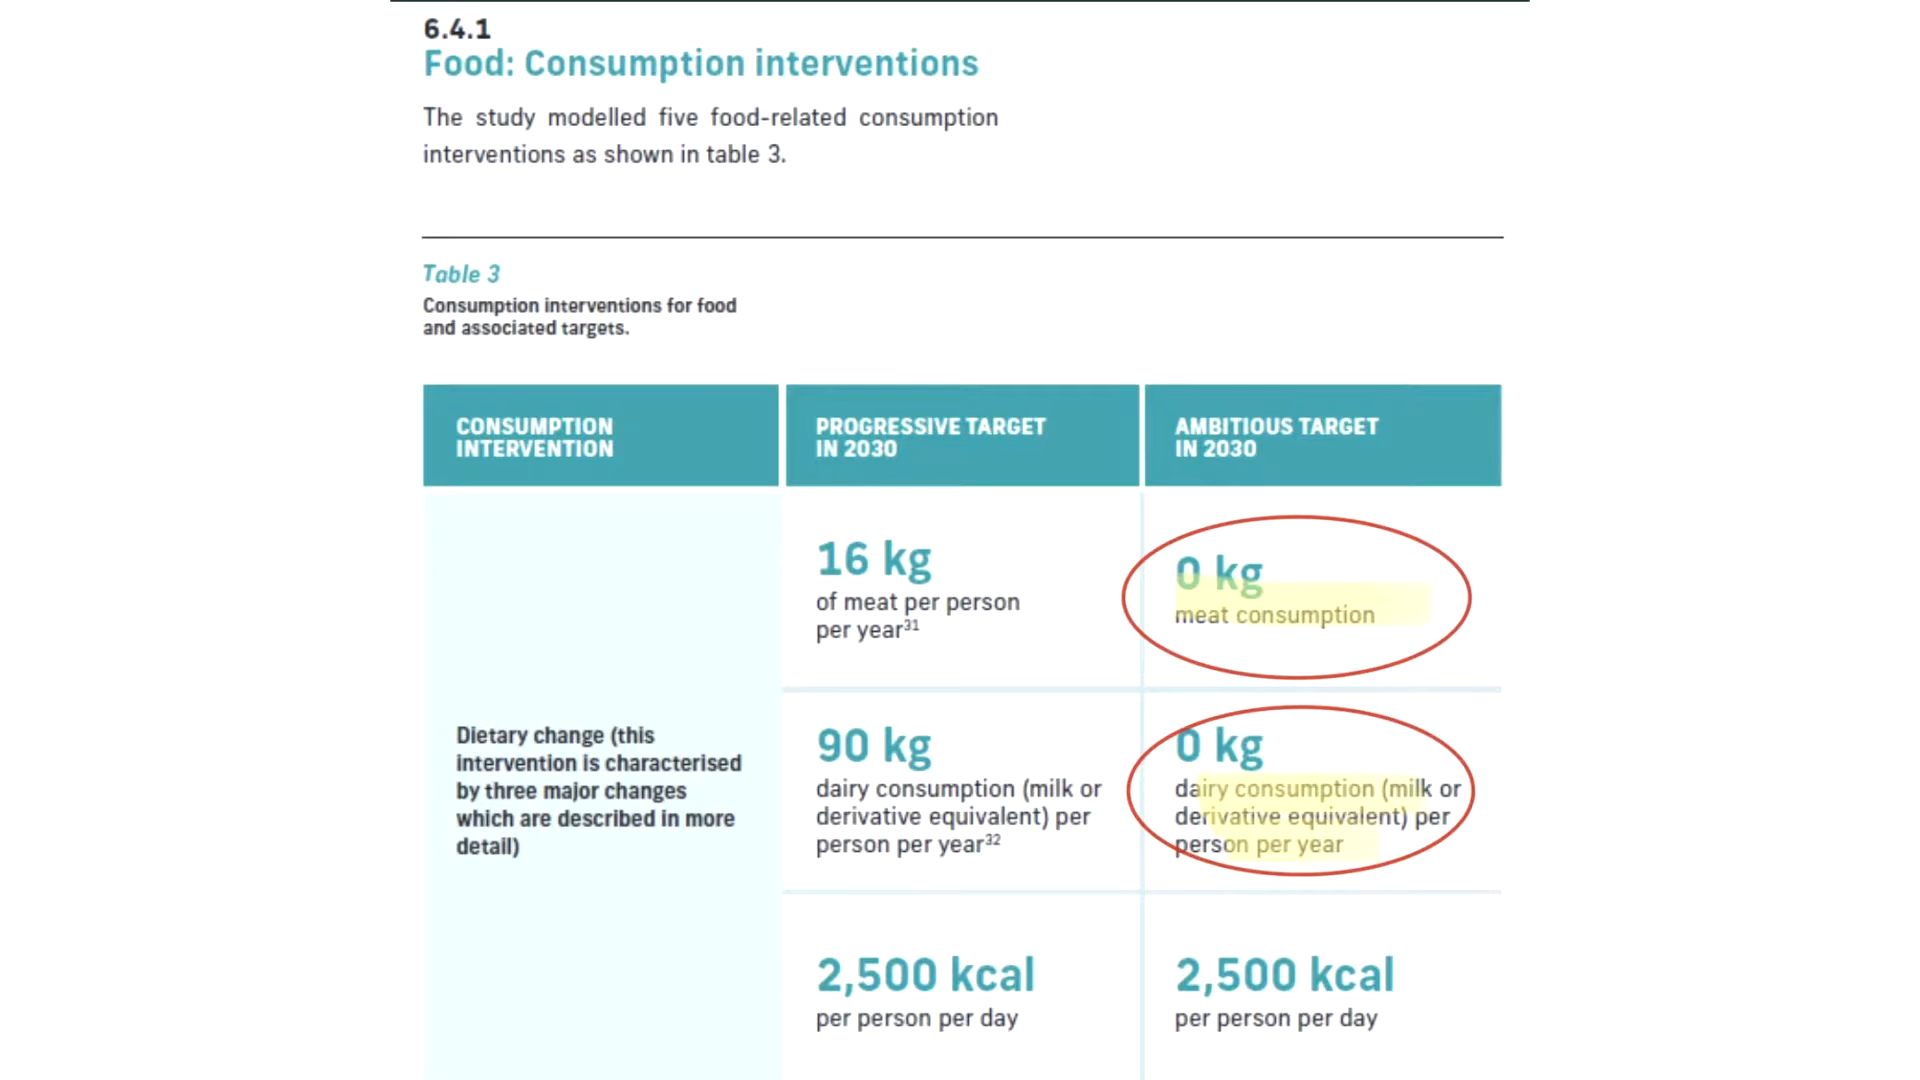 6.4.1
Food: Consumption interventions
The study modelled five food-related consumption
interventions as shown in table 3.
Table 3
Consumption interventions for food
and associated targets.
CONSUMPTION
INTERVENTION
PROGRESSIVE TARGET
IN 2030
AMBITIOUS TARGET
IN 2030
Dietary change (this
intervention is characterised
by three major changes
which are described in more
detail)
16 kg
of meat per person
per year³¹
0 kg
meat consumption
90 kg
dairy consumption (milk or
derivative equivalent) per
person per year³²
0 kg
dairy consumption (milk or
derivative equivalent) per
person per year
2,500 kcal
per person per day
2,500 kcal
per person per day